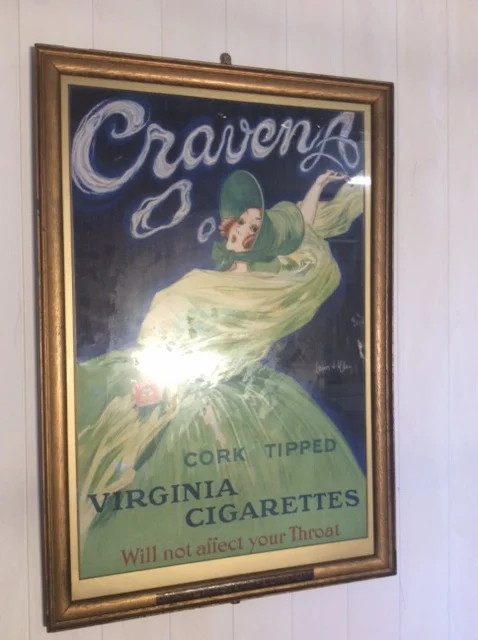 Craven A
CORK TIPPED
VIRGINIA
CIGARETTES
Will not affect your Throat